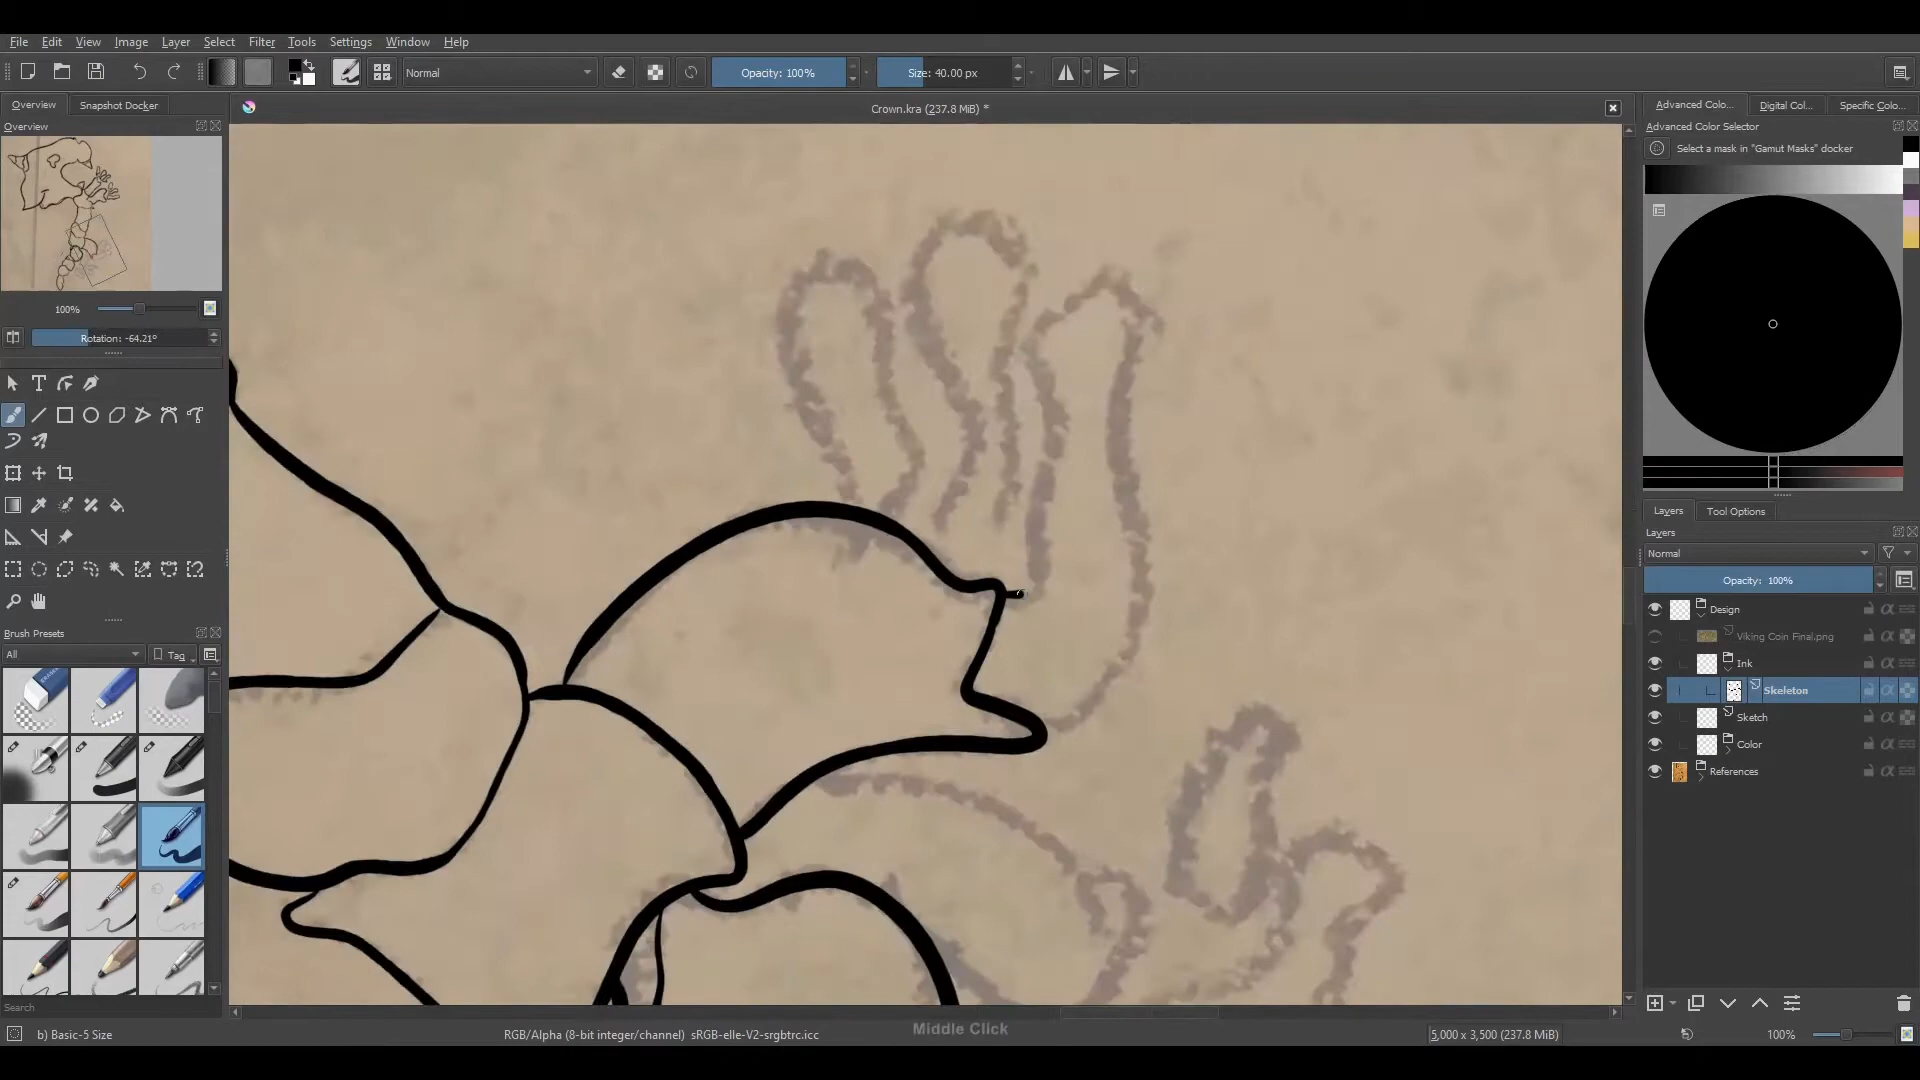 File Edit View Image Layer Select Filter Tools Settings Window Help
Normal Opacity: 100% Size: 40.00 px
Overview Snapshot Docker
Crown.kra (237.8 MiB) *
Advanced Colo... Digital Col... Specific Colo...
Overview
Advanced Color Selector
Select a mask in "Gamut Masks" docker
100%
Rotation: -64.21°
Layers Tool Options
Layers
Normal
Opacity: 100%
Design
Viking Coin Final.png
Ink
Skeleton
Sketch
Color
References
Brush Presets
All Tag
Search
b) Basic-5 Size
RGB/Alpha (8-bit integer/channel) sRGB-elle-V2-srgbtrc.icc
Middle Click
5,000 x 3,500 (237.8 MiB)
100%